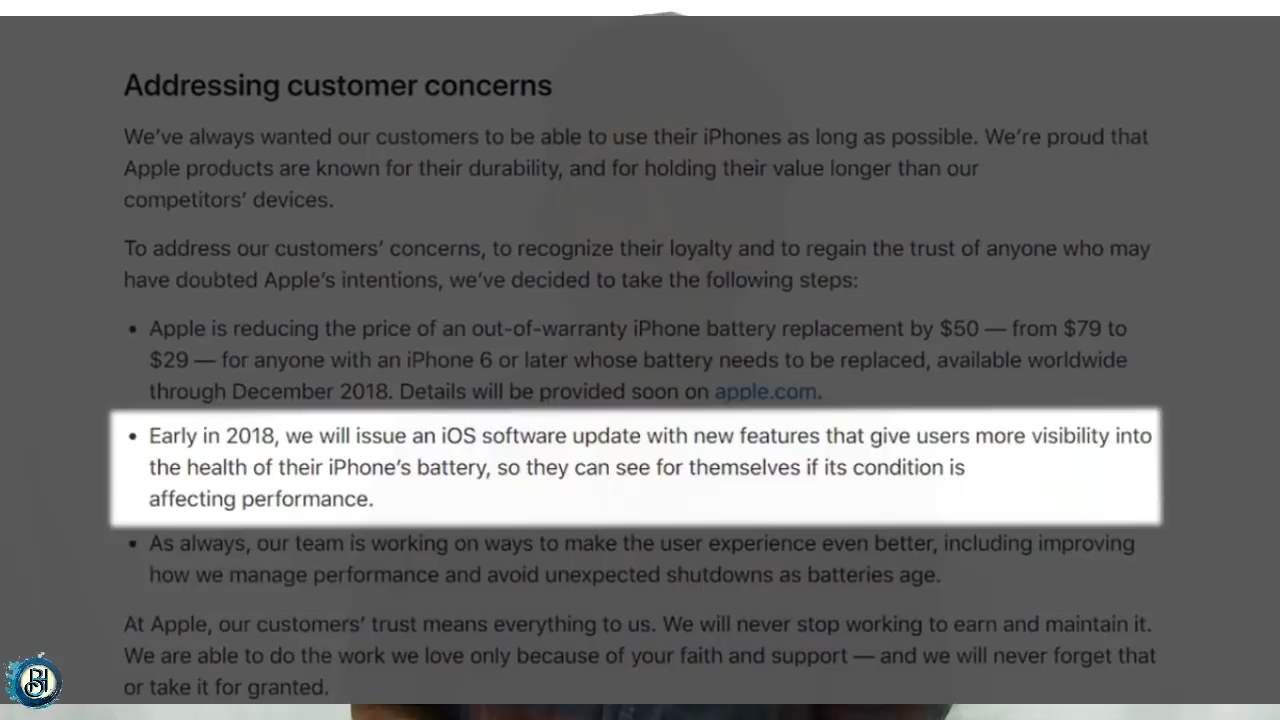 Addressing customer concerns
We’ve always wanted our customers to be able to use their iPhones as long as possible. We’re proud that
Apple products are known for their durability, and for holding their value longer than our
competitors’ devices.
To address our customers’ concerns, to recognize their loyalty and to regain the trust of anyone who may
have doubted Apple’s intentions, we’ve decided to take the following steps:
• Apple is reducing the price of an out-of-warranty iPhone battery replacement by $50 — from $79 to
$29 — for anyone with an iPhone 6 or later whose battery needs to be replaced, available worldwide
through December 2018. Details will be provided soon on apple.com.
• Early in 2018, we will issue an iOS software update with new features that give users more visibility into
the health of their iPhone’s battery, so they can see for themselves if its condition is
affecting performance.
• As always, our team is working on ways to make the user experience even better, including improving
how we manage performance and avoid unexpected shutdowns as batteries age.
At Apple, our customers’ trust means everything to us. We will never stop working to earn and maintain it.
We are able to do the work we love only because of your faith and support — and we will never forget that
or take it for granted.